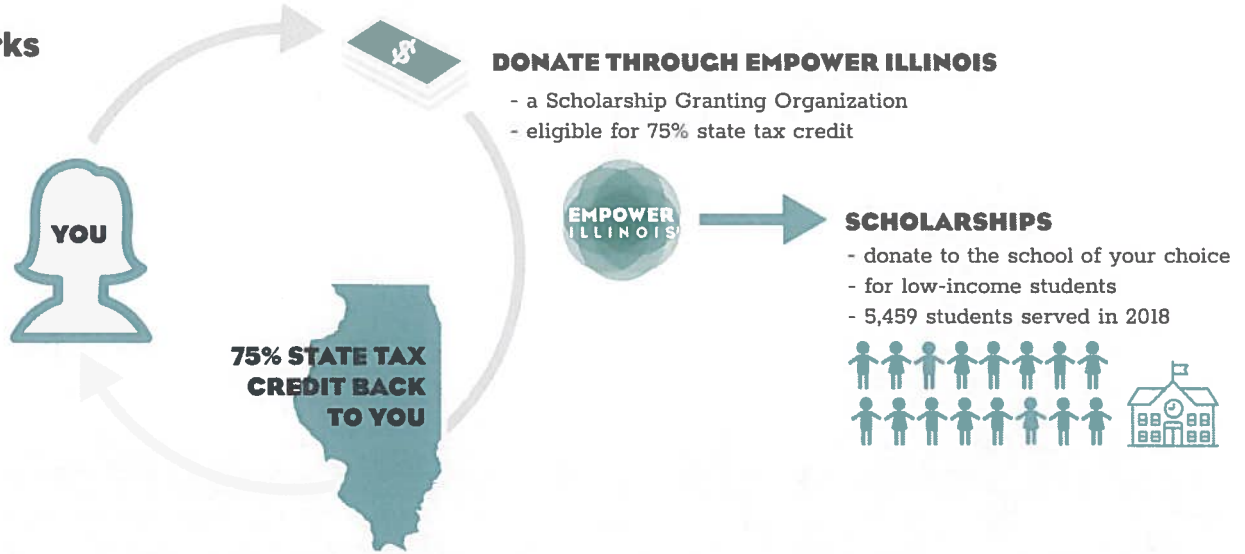 rks
DONATE THROUGH EMPOWER ILLINOIS
- a Scholarship Granting Organization
- eligible for 75% state tax credit
YOU
EMPOWER
ILLINOIS
SCHOLARSHIPS
- donate to the school of your choice
- for low-income students
- 5,459 students served in 2018
75% STATE TAX
CREDIT BACK
TO YOU